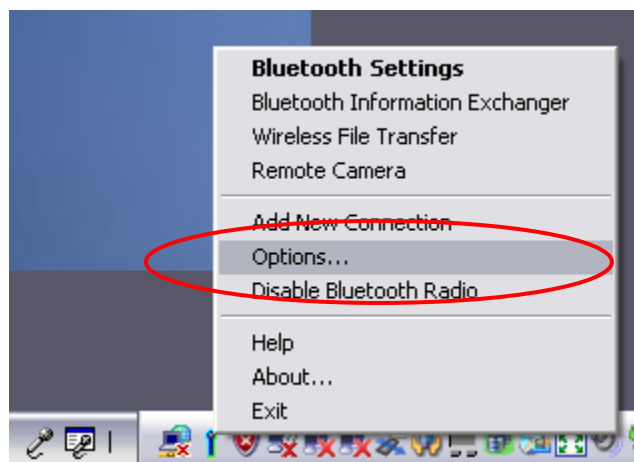 Bluetooth Settings
Bluetooth Information Exchanger
Wireless File Transfer
Remote Camera
Add New Connection
Options...
Disable Bluetooth Radio
Help
About...
Exit